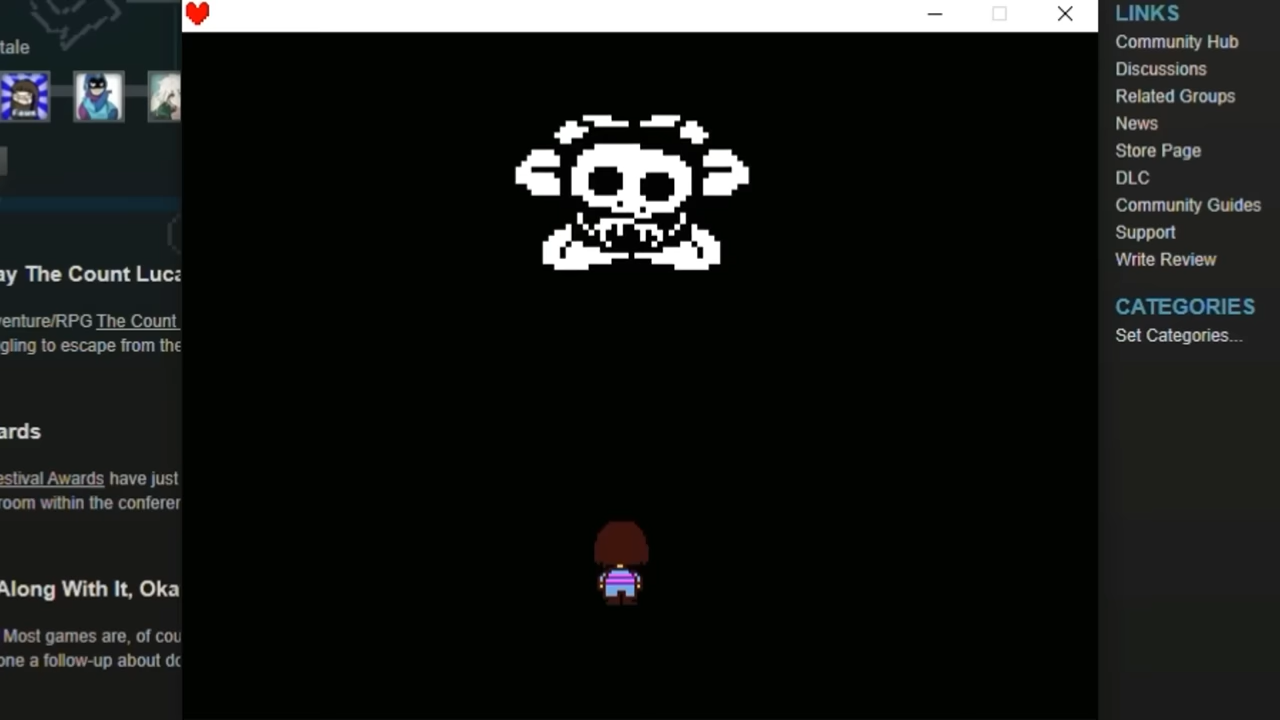 tale
Faun
ay The Count Luca
venture/RPG The Count
gling to escape from the
ards
estival Awards have just
room within the conferen
Along With It, Oka
Most games are, of cou
one a follow-up about do
LINKS
Community Hub
Discussions
Related Groups
News
Store Page
DLC
Community Guides
Support
Write Review
CATEGORIES
Set Categories...